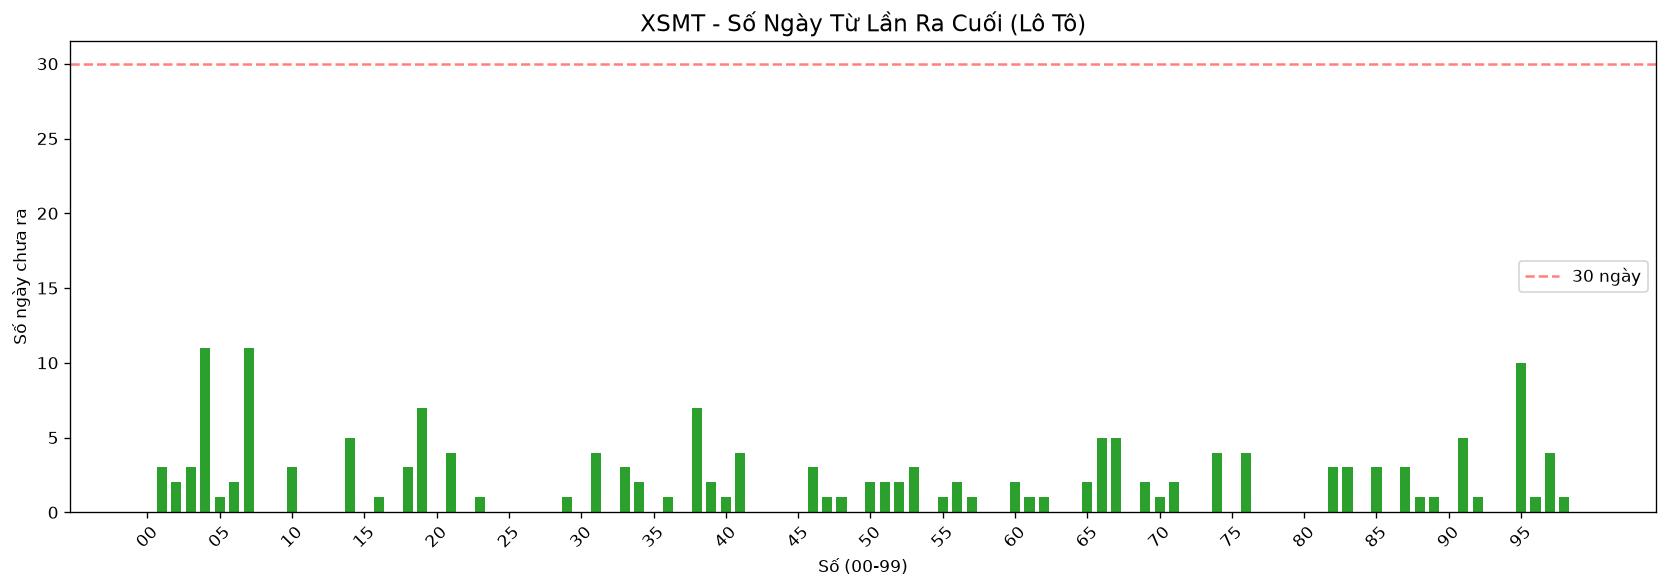 XSMT - Số Ngày Từ Lần Ra Cuối (Lô Tô)
Số ngày chưa ra
30
25
20
15
10
5
0
30 ngày
00 05 10 15 20 25 30 35 40 45 50 55 60 65 70 75 80 85 90 95
Số (00-99)